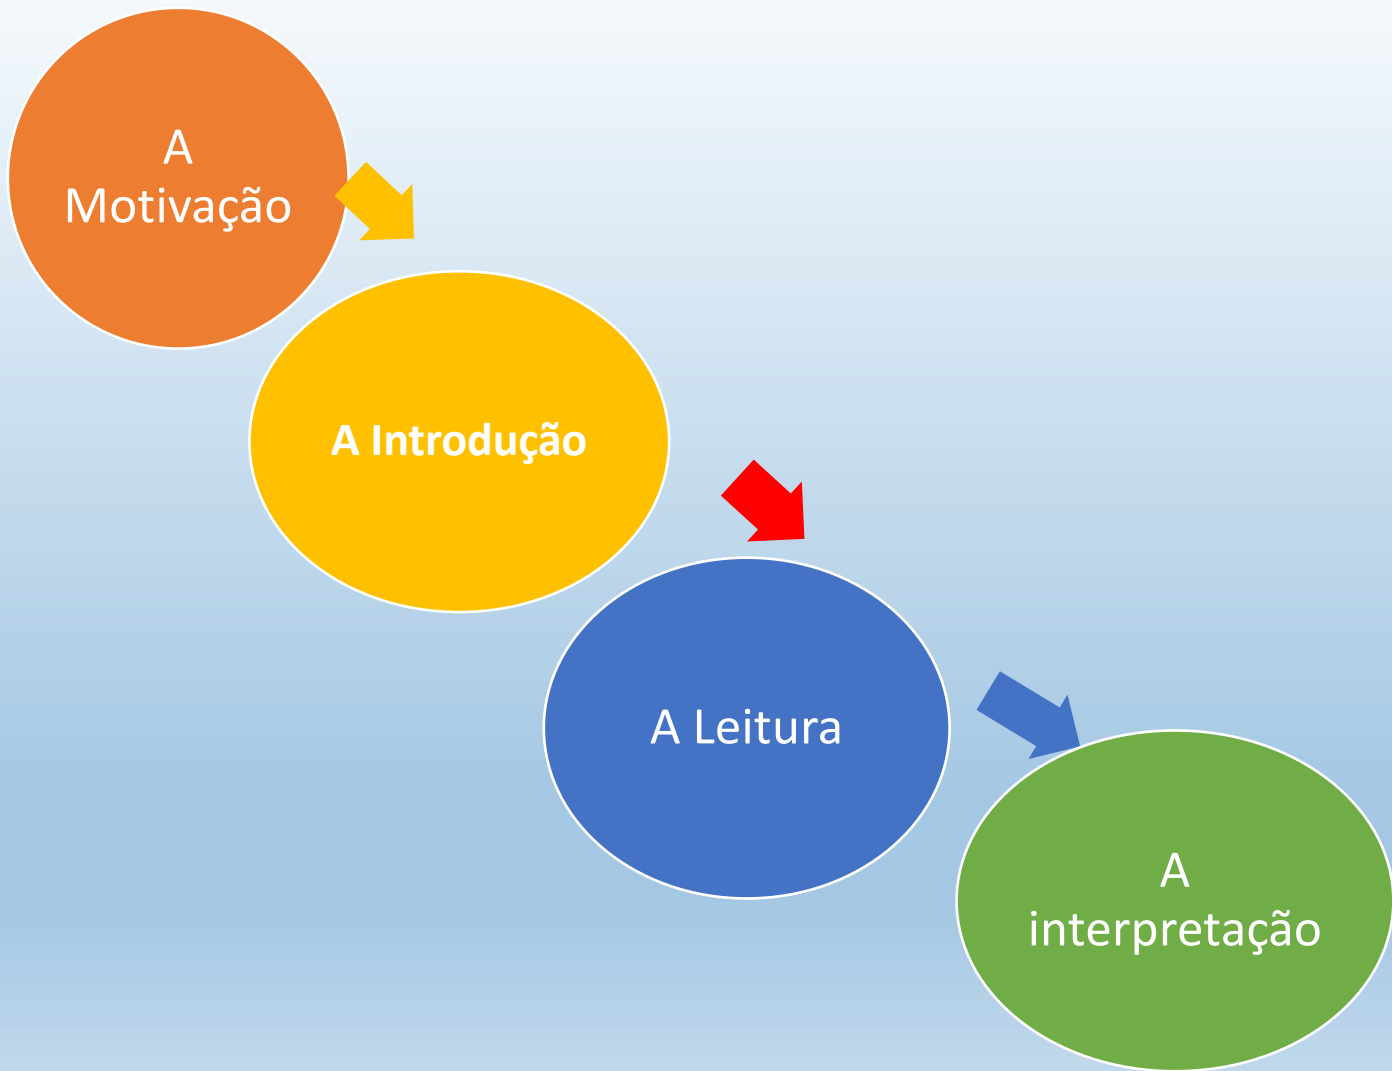 A
Motivação
A Introdução
A Leitura
A
interpretação